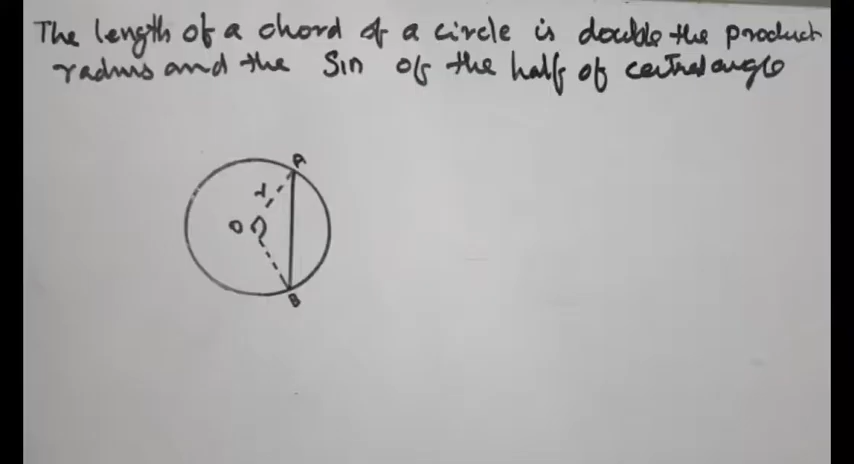 The length of a chord of a circle is double the product
radius and the Sin of the half of central angle
A
r
O
B